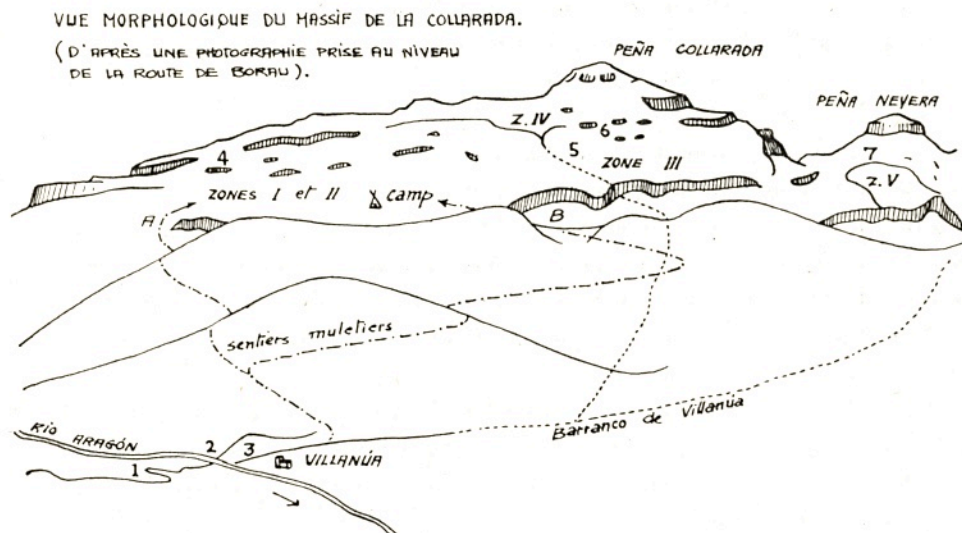 VUE MORPHOLOGIQUE DU MASSIF DE LA COLLARADA.
(D'APRÈS UNE PHOTOGRAPHIE PRISE AU NIVEAU
DE LA ROUTE DE BORAU).
PEÑA COLLARADA
PEÑA NEVERA
Z. IV
6
5
ZONE III
7
Z. V
4
ZONES I et II
camp
A
B
sentiers muletiers
Barranco de Villanúa
RÍO ARAGÓN
2
3
1
VILLANÚA